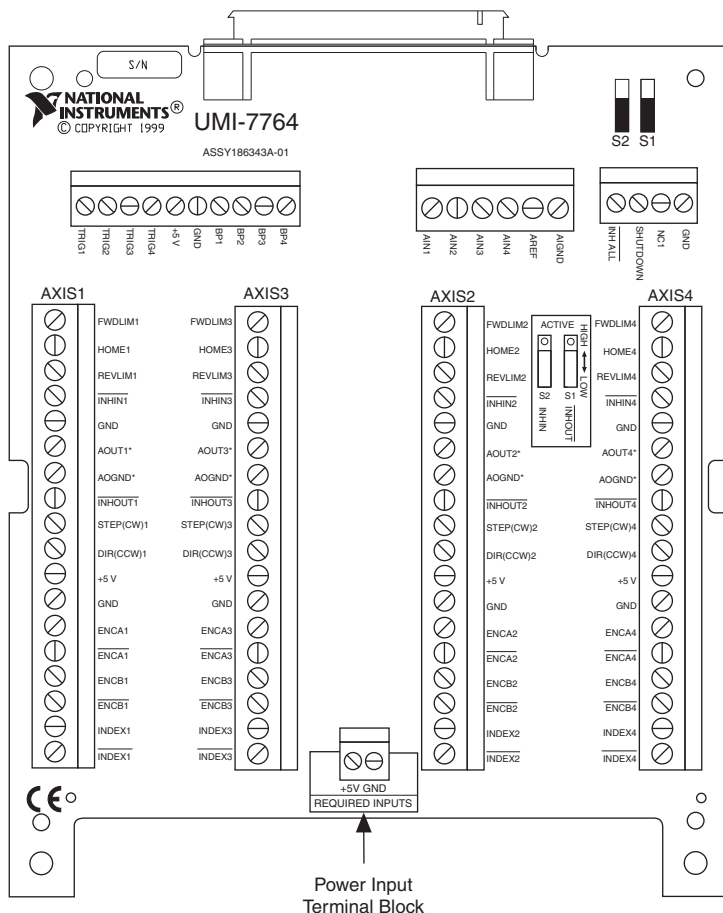 S/N
NATIONAL
INSTRUMENTS®
© COPYRIGHT 1999
UMI-7764
ASSY186343A-01
S2 S1
TRIG1
TRIG2
TRIG3
TRIG4
+5 V
GND
BP1
BP2
BP3
BP4
AIN1
AIN2
AIN3
AIN4
AREF
AIGND
INH ALL
SHUTDOWN
NC1
GND
AXIS1
FWDLIM1
HOME1
REVLIM1
INHIN1
GND
AOUT1*
AOGND*
INHOUT1
STEP(CW)1
DIR(CCW)1
+5 V
GND
ENCA1
ENCA1
ENCB1
ENCB1
INDEX1
INDEX1
AXIS3
FWDLIM3
HOME3
REVLIM3
INHIN3
GND
AOUT3*
AOGND*
INHOUT3
STEP(CW)3
DIR(CCW)3
+5 V
GND
ENCA3
ENCA3
ENCB3
ENCB3
INDEX3
INDEX3
AXIS2
FWDLIM2
HOME2
REVLIM2
INHIN2
GND
AOUT2*
AOGND*
INHOUT2
STEP(CW)2
DIR(CCW)2
+5 V
GND
ENCA2
ENCA2
ENCB2
ENCB2
INDEX2
INDEX2
ACTIVE
HIGH
LOW
S2 S1
INHIN
INHOUT
AXIS4
FWDLIM4
HOME4
REVLIM4
INHIN4
GND
AOUT4*
AOGND*
INHOUT4
STEP(CW)4
DIR(CCW)4
+5 V
GND
ENCA4
ENCA4
ENCB4
ENCB4
INDEX4
INDEX4
+5V GND
REQUIRED INPUTS
CE
Power Input
Terminal Block